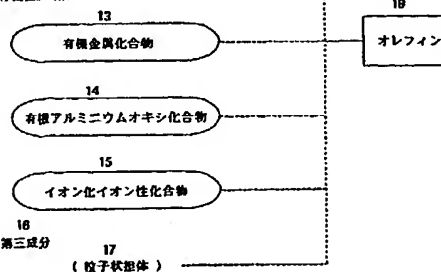 13
有機金属化合物
18
オレフィン
14
有機アルミニウムオキシ化合物
15
イオン化イオン性化合物
16
第三成分
17
( 粒子状担体 )